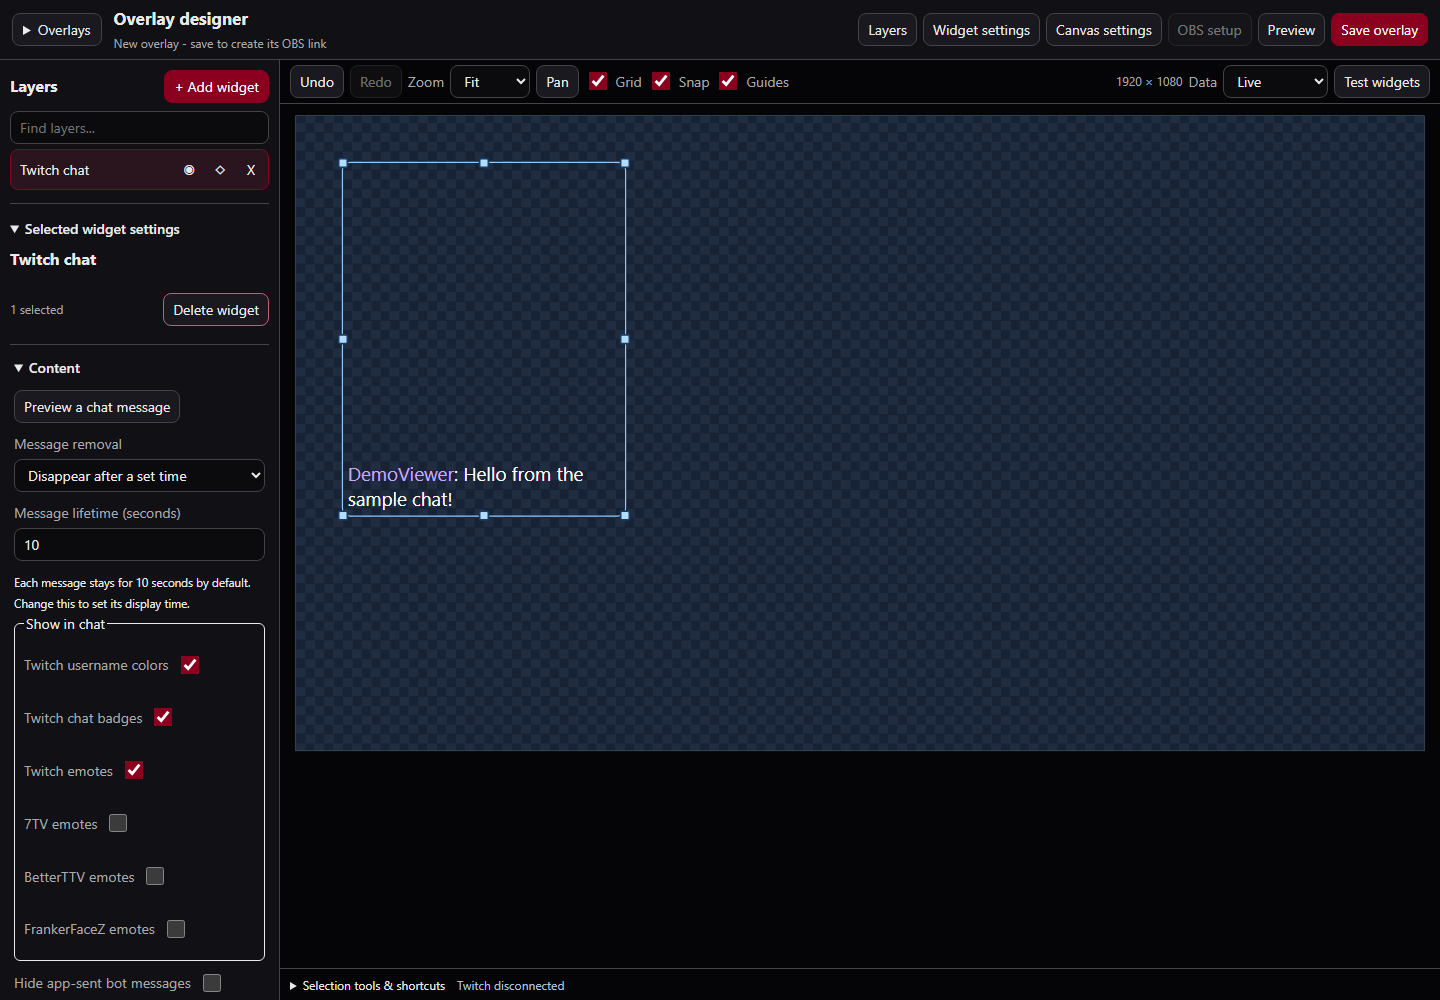 ▶ Overlays
Overlay designer
New overlay - save to create its OBS link
Layers
Widget settings
Canvas settings
OBS setup
Preview
Save overlay
Layers
+ Add widget
Find layers...
Twitch chat
X
▼ Selected widget settings
Twitch chat
1 selected
Delete widget
▼ Content
Preview a chat message
Message removal
Disappear after a set time
Message lifetime (seconds)
10
Each message stays for 10 seconds by default.
Change this to set its display time.
Show in chat
Twitch username colors
Twitch chat badges
Twitch emotes
7TV emotes
BetterTTV emotes
FrankerFaceZ emotes
Hide app-sent bot messages
Undo
Redo
Zoom
Fit
Pan
Grid
Snap
Guides
1920 × 1080
Data
Live
Test widgets
DemoViewer: Hello from the
sample chat!
▶ Selection tools & shortcuts
Twitch disconnected